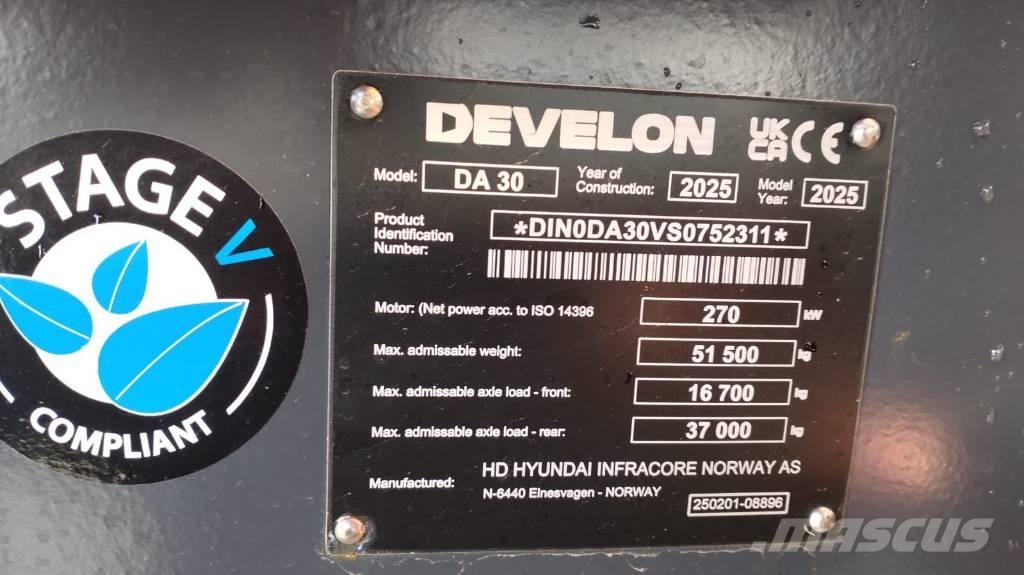 STAGE V
COMPLIANT
DEVELON UK CA CE
Model: DA 30 Year of Construction: 2025 Model Year: 2025
Product Identification Number: *DIN0DA30VS0752311*
Motor: (Net power acc. to ISO 14396 270 kW
Max. admissable weight: 51 500 kg
Max. admissable axle load - front: 16 700 kg
Max. admissable axle load - rear: 37 000 kg
Manufactured: HD HYUNDAI INFRACORE NORWAY AS
N-6440 Elnesvagen - NORWAY
250201-08896
MASCUS